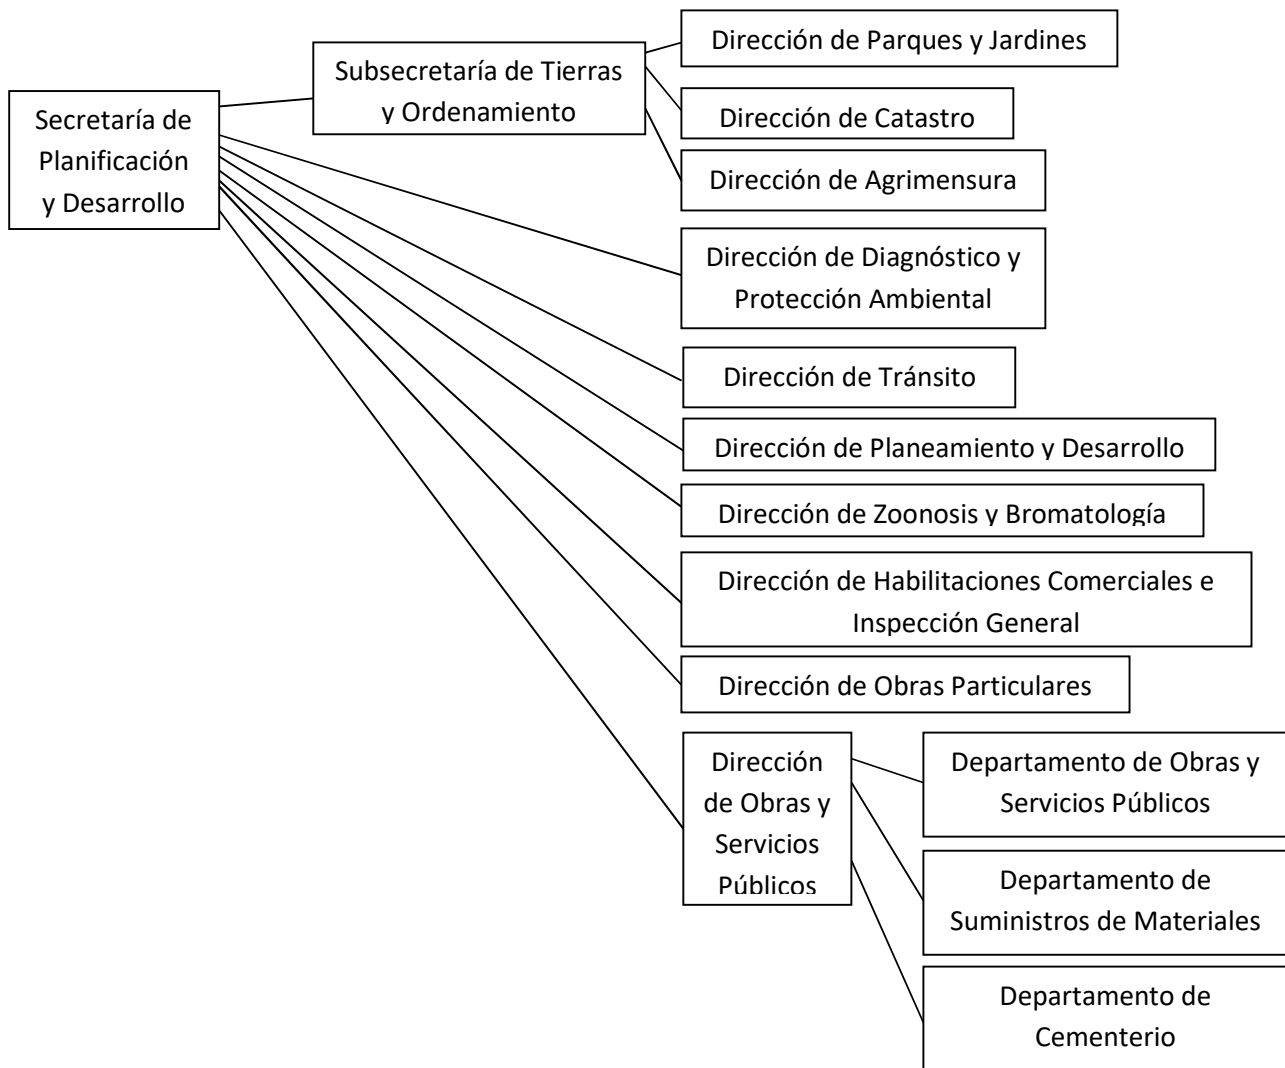 Secretaría de
Planificación
y Desarrollo
Subsecretaría de Tierras
y Ordenamiento
Dirección de Parques y Jardines
Dirección de Catastro
Dirección de Agrimensura
Dirección de Diagnóstico y
Protección Ambiental
Dirección de Tránsito
Dirección de Planeamiento y Desarrollo
Dirección de Zoonosis y Bromatología
Dirección de Habilitaciones Comerciales e
Inspección General
Dirección de Obras Particulares
Dirección
de Obras y
Servicios
Públicos
Departamento de Obras y
Servicios Públicos
Departamento de
Suministros de Materiales
Departamento de
Cementerio